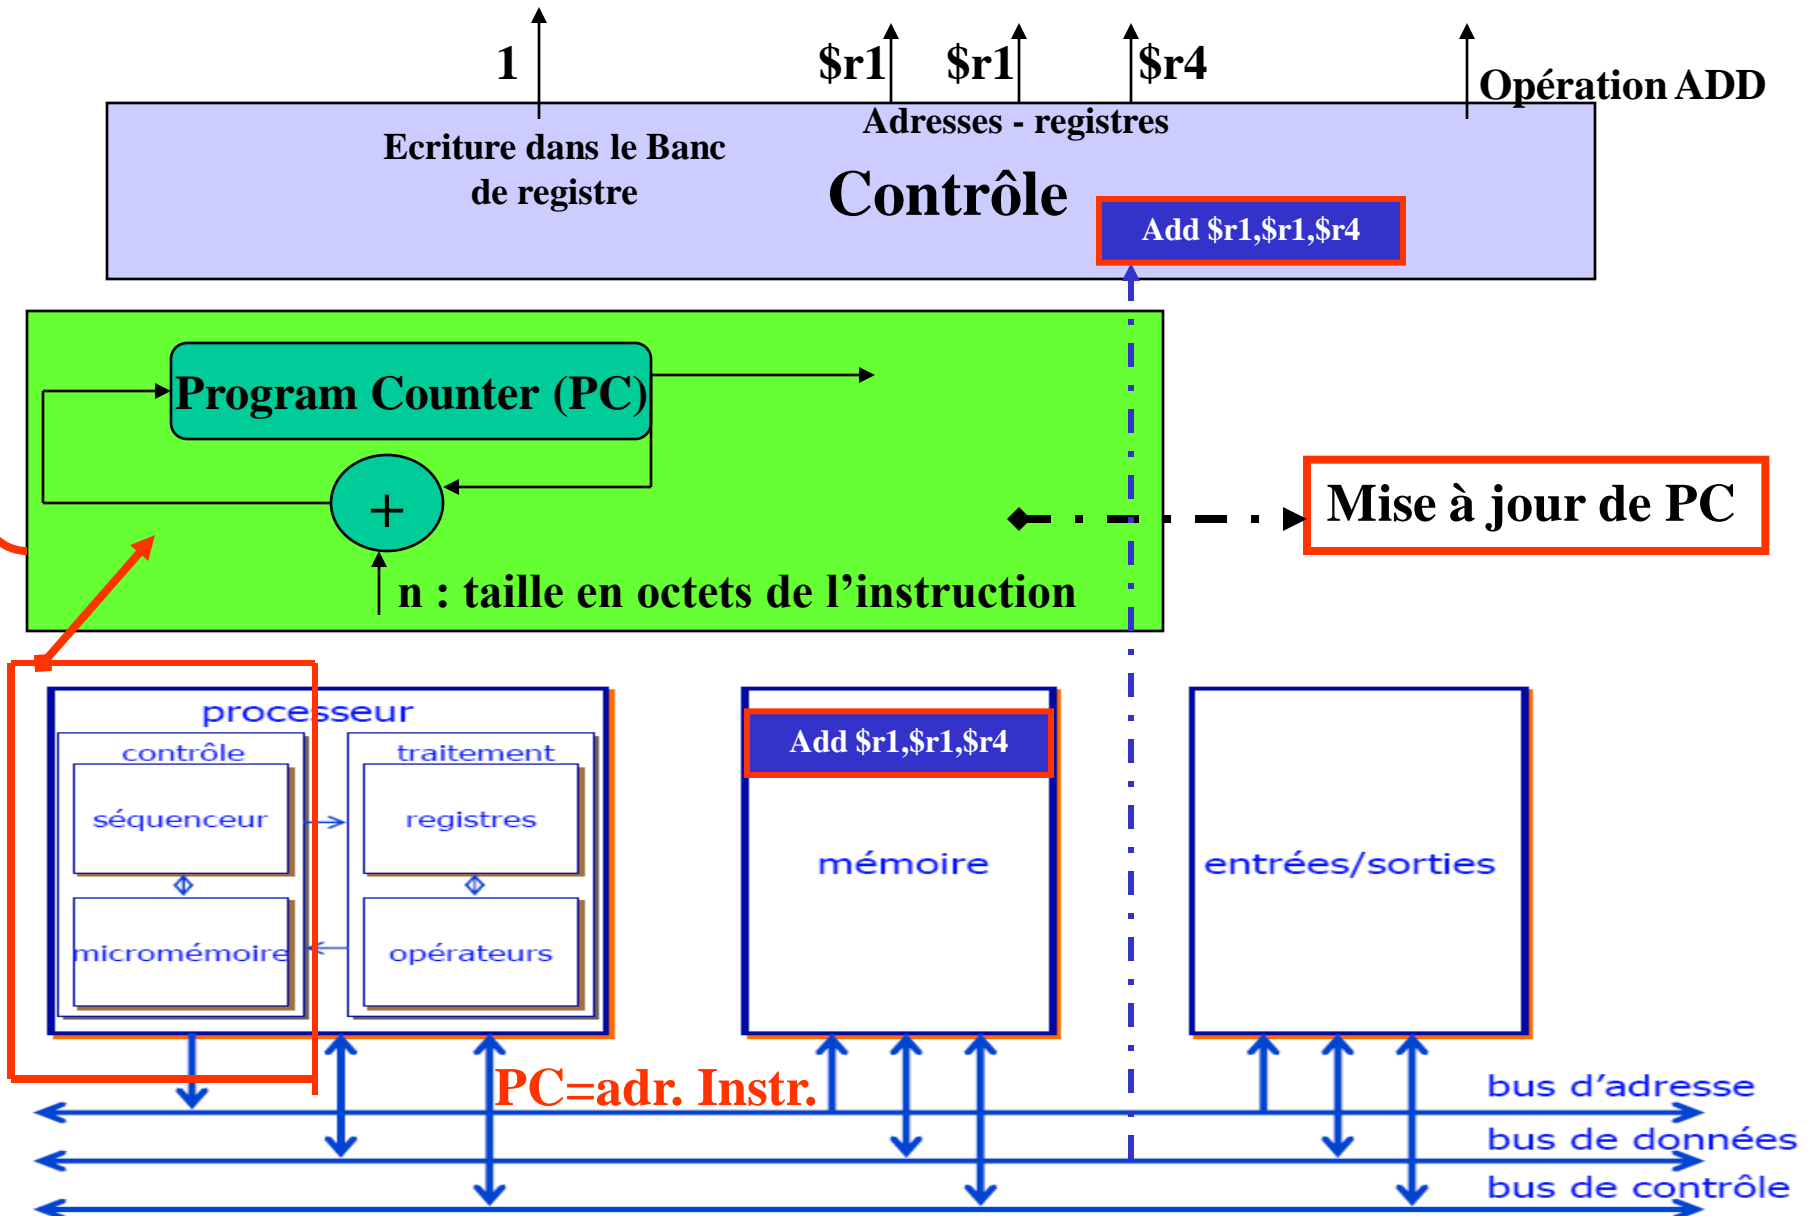 1
$r1
$r1
$r4
Opération ADD
Adresses - registres
Ecriture dans le Banc
de registre
Contrôle
Add $r1,$r1,$r4
Program Counter (PC)
+
Mise à jour de PC
n : taille en octets de l’instruction
processeur
contrôle
traitement
séquenceur
registres
micromémoire
opérateurs
Add $r1,$r1,$r4
mémoire
entrées/sorties
PC=adr. Instr.
bus d’adresse
bus de données
bus de contrôle